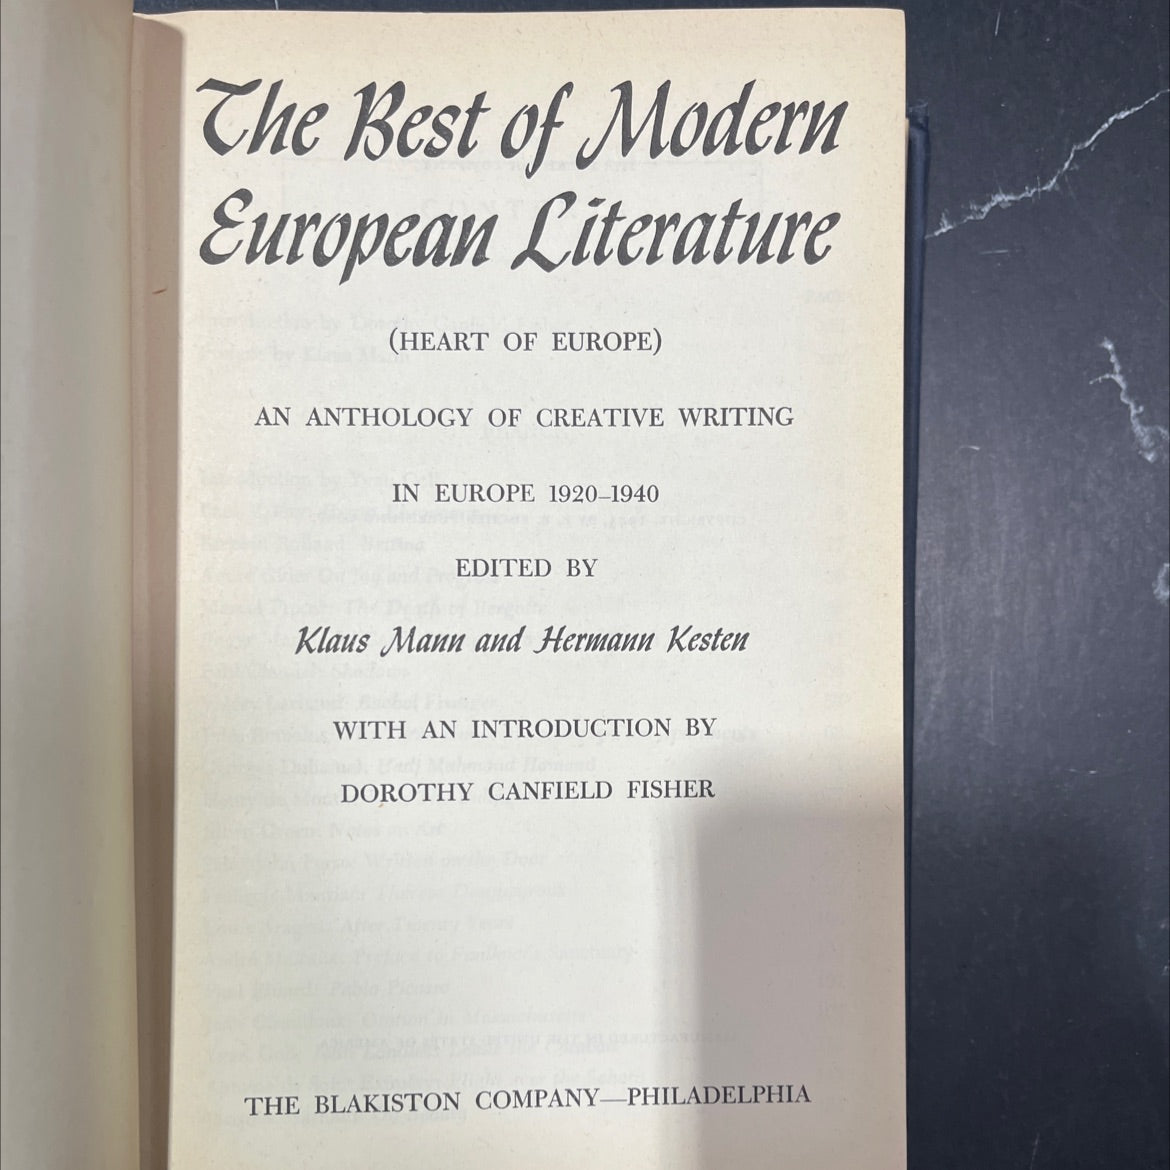 The Best of Modern
European Literature
(HEART OF EUROPE)
AN ANTHOLOGY OF CREATIVE WRITING
IN EUROPE 1920–1940
EDITED BY
Klaus Mann and Hermann Kesten
WITH AN INTRODUCTION BY
DOROTHY CANFIELD FISHER
THE BLAKISTON COMPANY—PHILADELPHIA